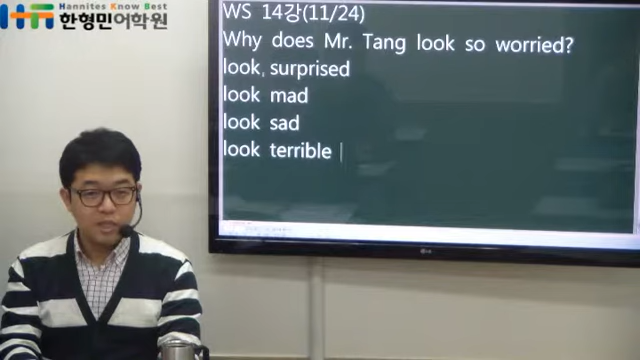 Hannites Know Best
한형민어학원
WS 14강(11/24)
Why does Mr. Tang look so worried?
look, surprised
look mad
look sad
look terrible
LG